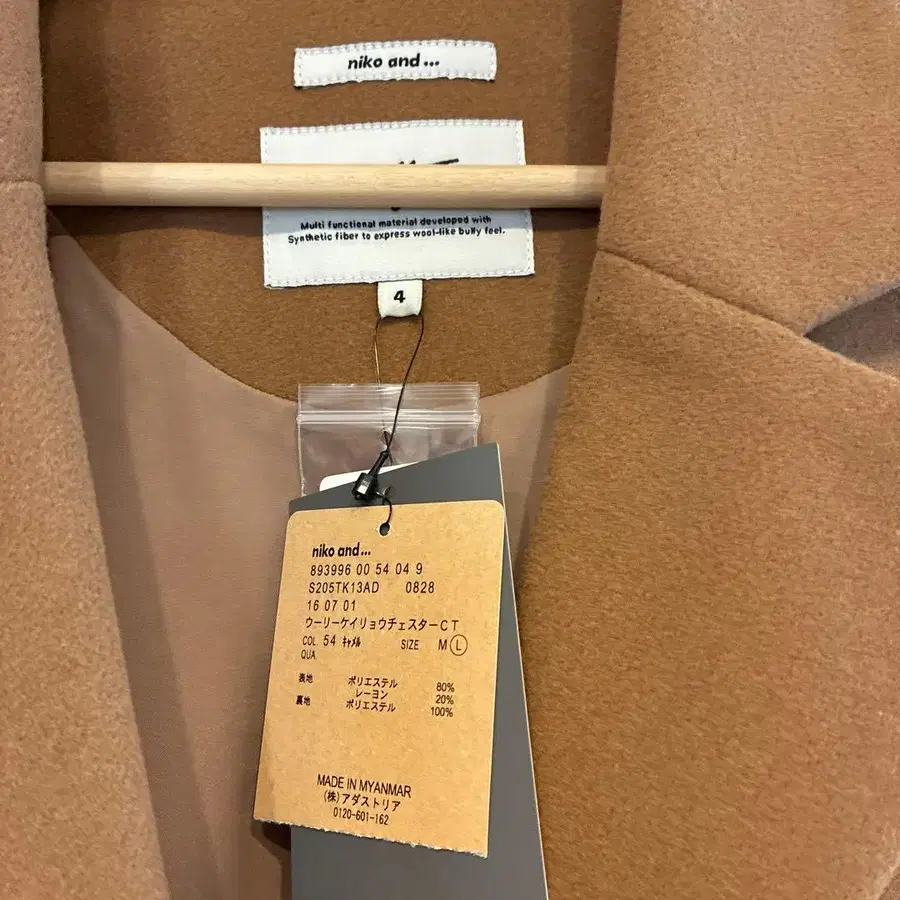 niko and...
Multi functional material developed with
Synthetic fiber to express wool-like bulky feel.
4
niko and...
893996 00 54 04 9
S205TK13AD 0828
16 07 01
ウーリーケイリョウチェスターCT
COL. 54 キャメル SIZE M L
QUA.
表地 ポリエステル 80%
レーヨン 20%
裏地 ポリエステル 100%
MADE IN MYANMAR
(株)アダストリア
0120-601-162